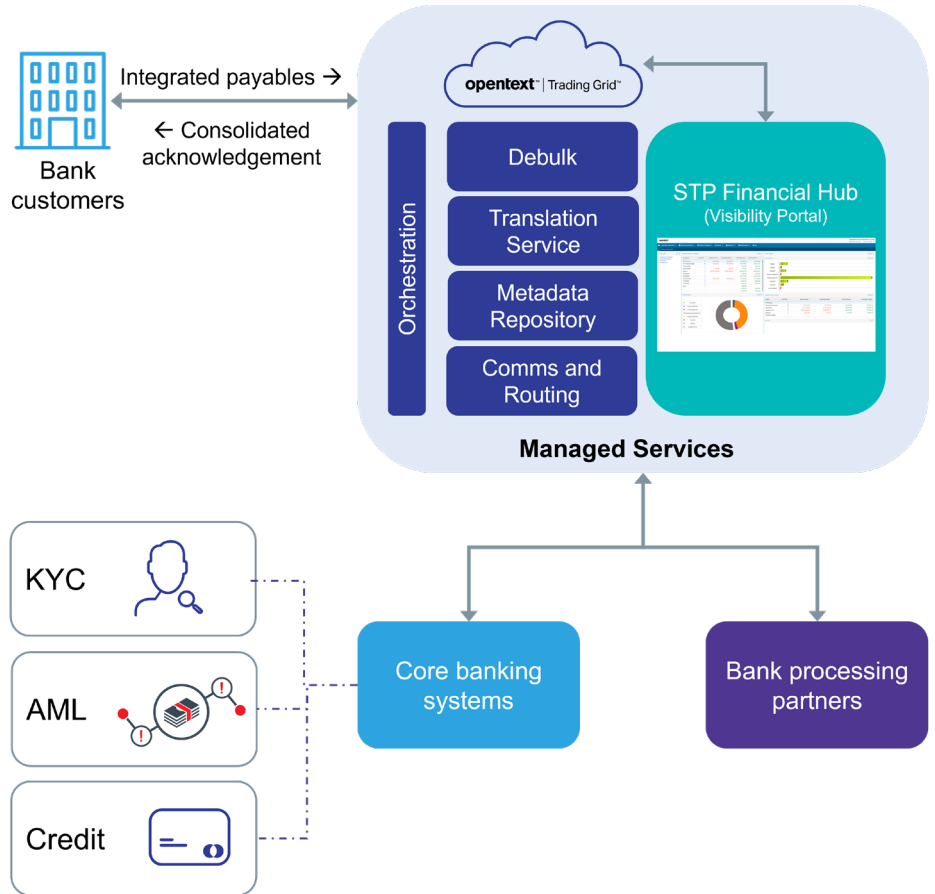 Integrated payables →
← Consolidated
acknowledgement
Bank
customers
opentext™ | Trading Grid™
Orchestration
Debulk
Translation
Service
Metadata
Repository
Comms and
Routing
STP Financial Hub
(Visibility Portal)
Managed Services
KYC
AML
Credit
Core banking
systems
Bank processing
partners